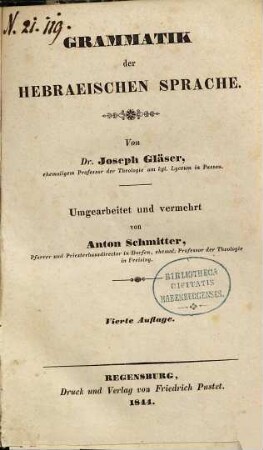 N. 21. 119.
GRAMMATIK
der
HEBRAEISCHEN SPRACHE.
Von
Dr. Joseph Gläser,
ehemaligem Professor der Theologie am kgl. Lyceum in Passau.
Umgearbeitet und vermehrt
von
Anton Schmitter,
Pfarrer und Priesterhausdirector in Dorfen, ehemal. Professor der Theologie
in Freising.
BIBLIOTHECA
CIVITATIS
Vierte Auflage.
REGENSBURG,
Druck und Verlag von Friedrich Pustet.
1844.